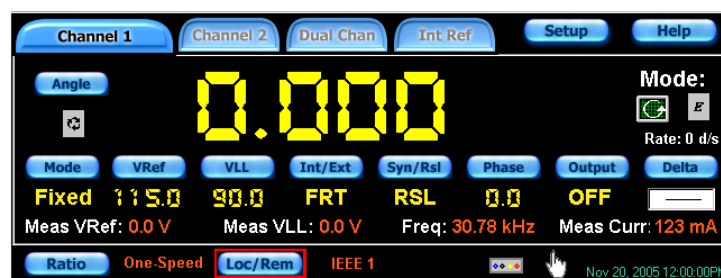 Channel 1 Channel 2 Dual Chan Int Ref Setup Help
Angle 0.000 Mode:
E
Rate: 0 d/s
Mode VRef VLL Int/Ext Syn/Rsl Phase Output Delta
Fixed 115.0 90.0 FRT RSL 0.0 OFF
Meas VRef: 0.0 V Meas VLL: 0.0 V Freq: 30.78 kHz Meas Curr: 123 mA
Ratio One-Speed Loc/Rem IEEE 1 Nov 20, 2005 12:00:00P